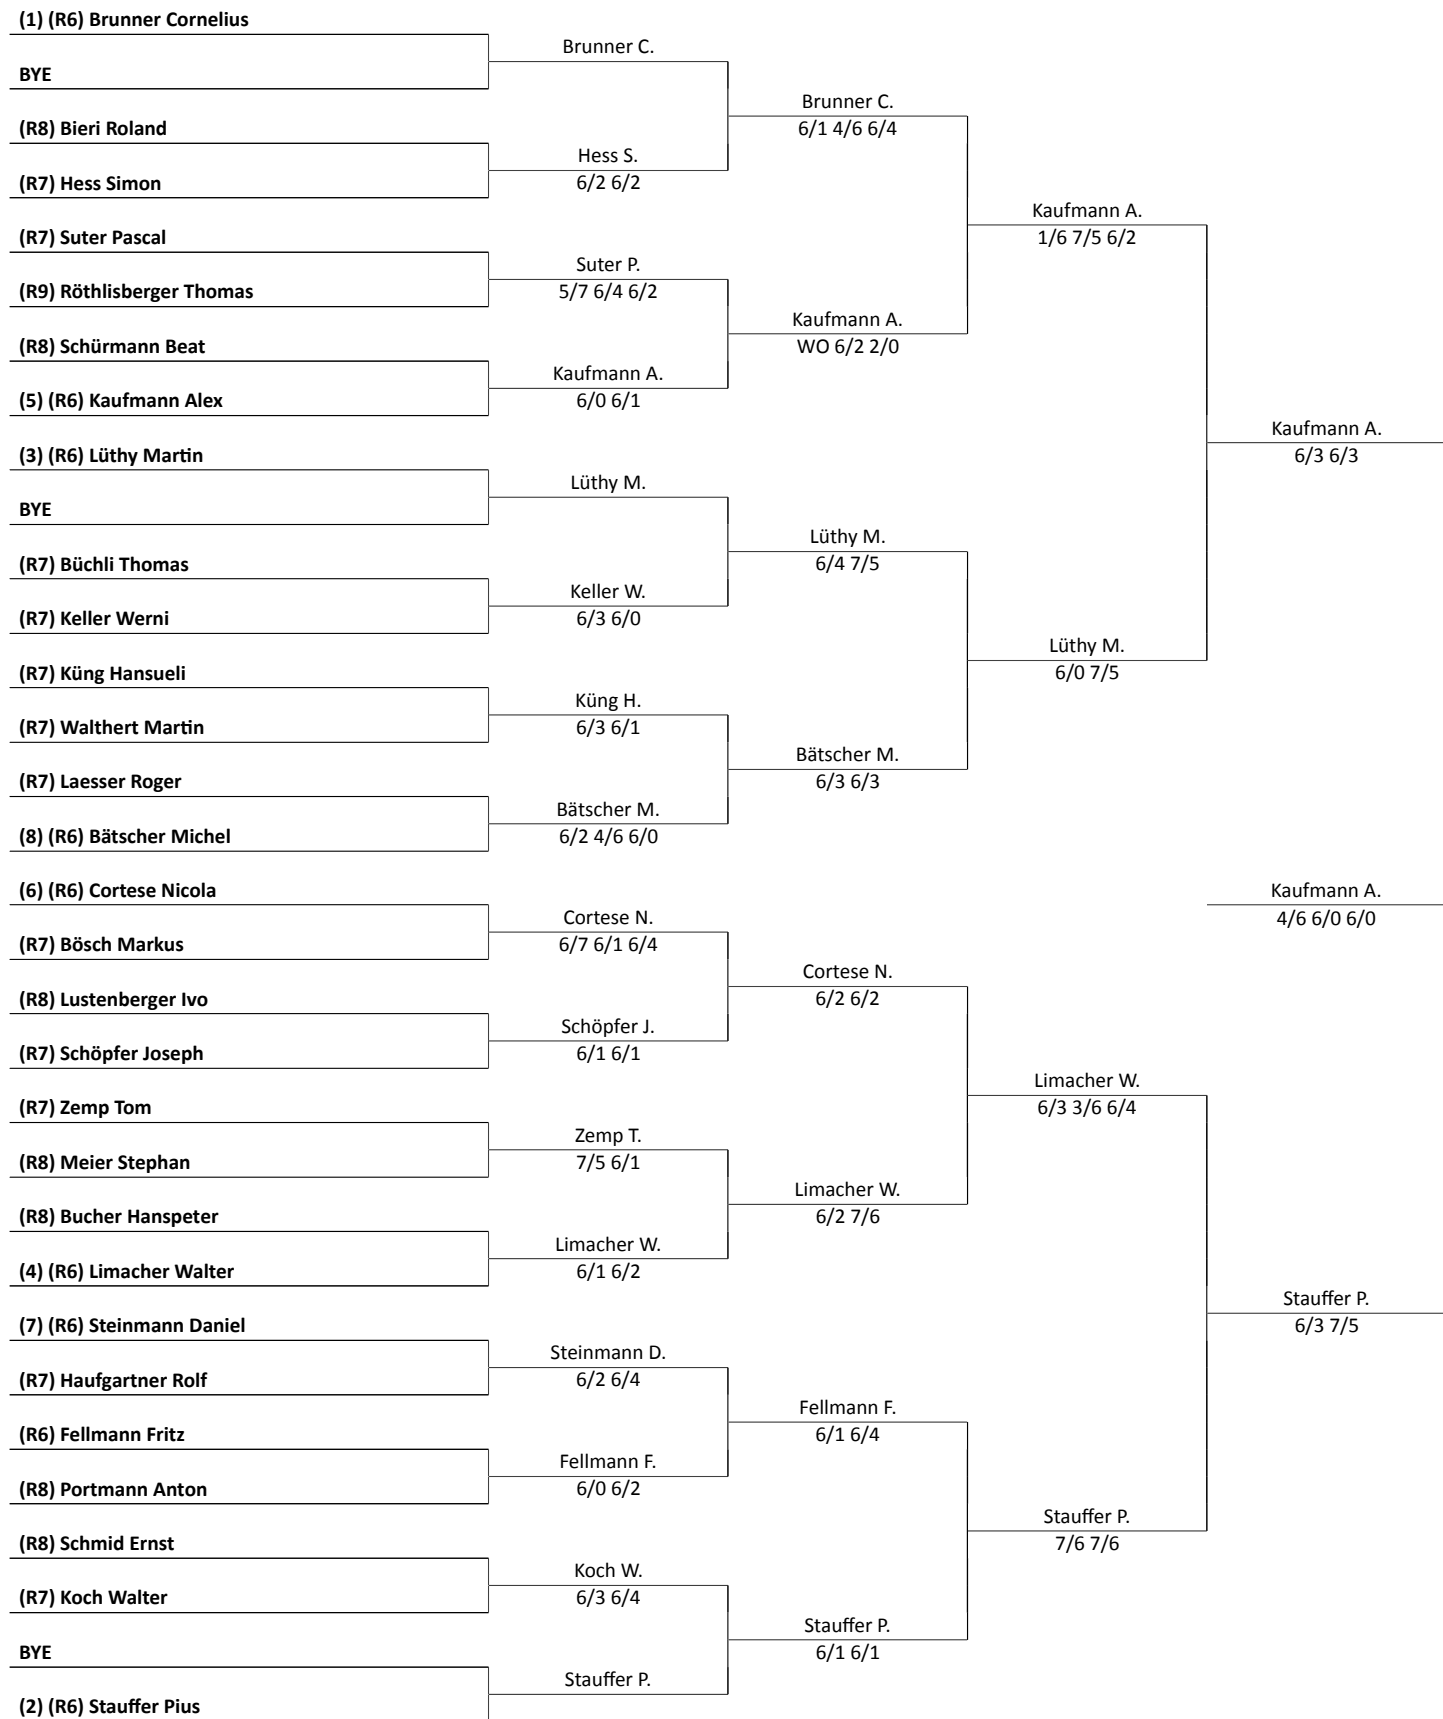 (1) (R6) Brunner Cornelius
BYE
(R8) Bieri Roland
(R7) Hess Simon
(R7) Suter Pascal
(R9) Röthlisberger Thomas
(R8) Schürmann Beat
(5) (R6) Kaufmann Alex
(3) (R6) Lüthy Martin
BYE
(R7) Büchli Thomas
(R7) Keller Werni
(R7) Küng Hansueli
(R7) Walthert Martin
(R7) Laesser Roger
(8) (R6) Bätscher Michel
(6) (R6) Cortese Nicola
(R7) Bösch Markus
(R8) Lustenberger Ivo
(R7) Schöpfer Joseph
(R7) Zemp Tom
(R8) Meier Stephan
(R8) Bucher Hanspeter
(4) (R6) Limacher Walter
(7) (R6) Steinmann Daniel
(R7) Haufgartner Rolf
(R6) Fellmann Fritz
(R8) Portmann Anton
(R8) Schmid Ernst
(R7) Koch Walter
BYE
(2) (R6) Stauffer Pius
Brunner C.
Hess S.
6/2 6/2
Suter P.
5/7 6/4 6/2
Kaufmann A.
6/0 6/1
Lüthy M.
Keller W.
6/3 6/0
Küng H.
6/3 6/1
Bätscher M.
6/2 4/6 6/0
Cortese N.
6/7 6/1 6/4
Schöpfer J.
6/1 6/1
Zemp T.
7/5 6/1
Limacher W.
6/1 6/2
Steinmann D.
6/2 6/4
Fellmann F.
6/0 6/2
Koch W.
6/3 6/4
Stauffer P.
Brunner C.
6/1 4/6 6/4
Kaufmann A.
WO 6/2 2/0
Lüthy M.
6/4 7/5
Bätscher M.
6/3 6/3
Cortese N.
6/2 6/2
Limacher W.
6/2 7/6
Fellmann F.
6/1 6/4
Stauffer P.
6/1 6/1
Kaufmann A.
1/6 7/5 6/2
Lüthy M.
6/0 7/5
Limacher W.
6/3 3/6 6/4
Stauffer P.
7/6 7/6
Kaufmann A.
6/3 6/3
Kaufmann A.
4/6 6/0 6/0
Stauffer P.
6/3 7/5